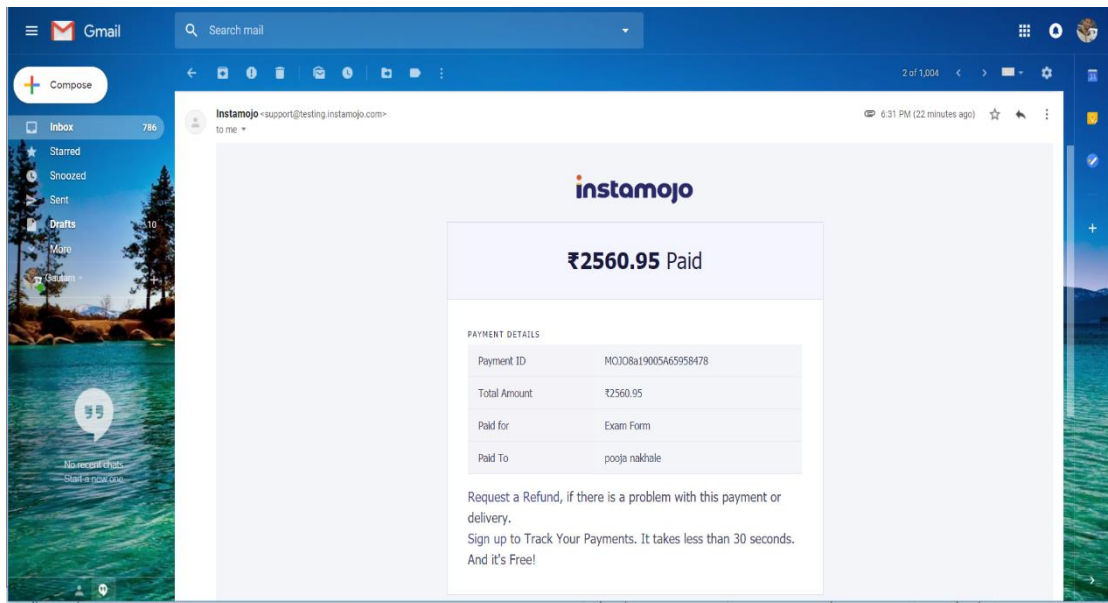 Gmail
Search mail
Compose
2 of 1,004
Inbox 786
Starred
Snoozed
Sent
Drafts 10
More
Gautam
No recent chats
Start a new one
Instamojo <support@testing.instamojo.com>
to me
6:31 PM (22 minutes ago)
instamojo
₹2560.95 Paid
PAYMENT DETAILS
Payment ID MOJO8a19005A65958478
Total Amount ₹2560.95
Paid for Exam Form
Paid To pooja nakhale
Request a Refund, if there is a problem with this payment or
delivery.
Sign up to Track Your Payments. It takes less than 30 seconds.
And it's Free!